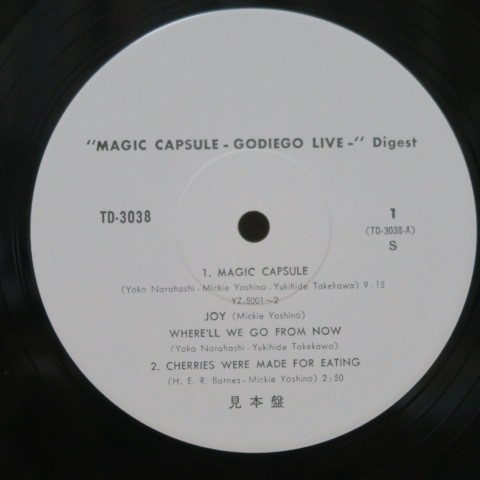 "MAGIC CAPSULE - GODIEGO LIVE -" Digest
TD-3038
1
(TD-3038-A)
S
1. MAGIC CAPSULE
(Yoko Narahashi - Mickie Yoshino - Yukihide Takekawa) 9:15
YZ-5001~2
JOY (Mickie Yoshino)
WHERE'LL WE GO FROM NOW
(Yoko Narahashi - Yukihide Takekawa)
2. CHERRIES WERE MADE FOR EATING
(H. E. R. Barnes - Mickie Yoshino) 2:50
見本盤